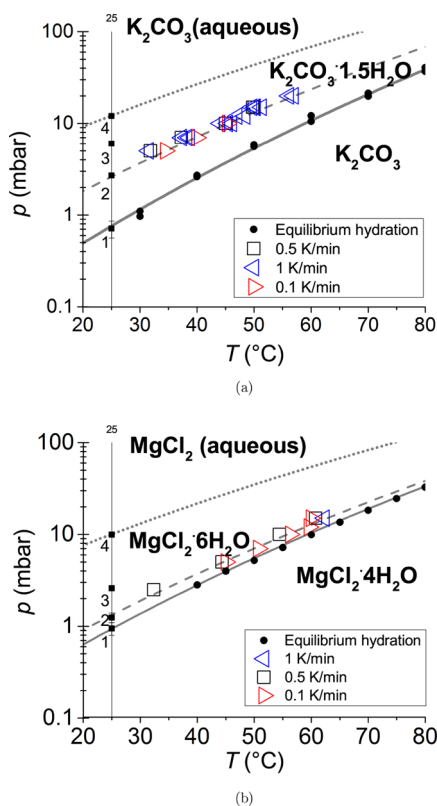 25
K₂CO₃(aqueous)
K₂CO₃·1.5H₂O
K₂CO₃
100
10
1
0.1
p (mbar)
4
3
2
1
Equilibrium hydration
0.5 K/min
1 K/min
0.1 K/min
20 30 40 50 60 70 80
T (°C)
(a)
25
MgCl₂ (aqueous)
MgCl₂·6H₂O
MgCl₂·4H₂O
100
10
1
0.1
p (mbar)
4
3
2
1
Equilibrium hydration
1 K/min
0.5 K/min
0.1 K/min
20 30 40 50 60 70 80
T (°C)
(b)